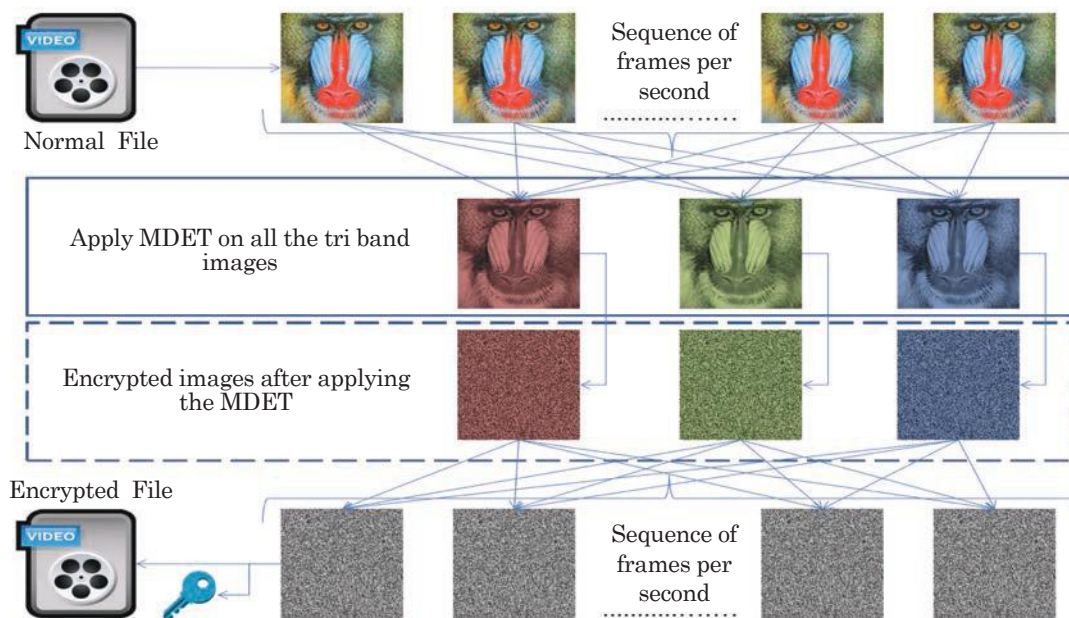 VIDEO
Normal File
Sequence of
frames per
second
....................
Apply MDET on all the tri band
images
Encrypted images after applying
the MDET
Encrypted File
VIDEO
Sequence of
frames per
second
....................